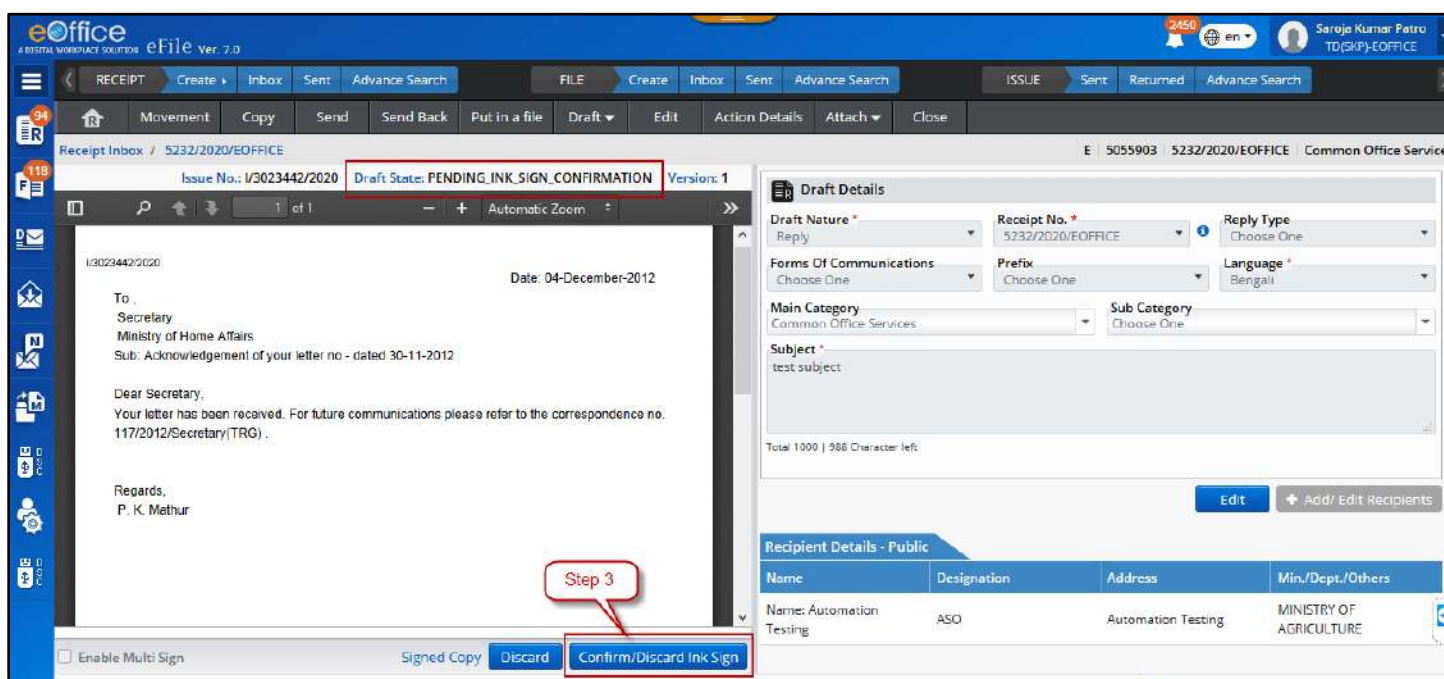 eOffice
A DIGITAL WORKPLACE SOLUTION eFile Ver. 7.0
2450
en
Saroja Kumar Patro
TD(SKP)-EOFFICE
RECEIPT Create Inbox Sent Advance Search FILE Create Inbox Sent Advance Search ISSUE Sent Returned Advance Search
94 R
Movement Copy Send Send Back Put in a file Draft Edit Action Details Attach Close
Receipt Inbox / 5232/2020/EOFFICE
E 5055903 5232/2020/EOFFICE Common Office Service
118 F
Issue No.: I/3023442/2020 Draft State: PENDING_INK_SIGN_CONFIRMATION Version: 1
1 of 1 − + Automatic Zoom
I/3023442/2020
Date: 04-December-2012
To ,
Secretary
Ministry of Home Affairs
Sub: Acknowledgement of your letter no - dated 30-11-2012
Dear Secretary,
Your letter has been received. For future communications please refer to the correspondence no.
117/2012/Secretary(TRG) .
Regards,
P. K. Mathur
Step 3
Enable Multi Sign Signed Copy Discard Confirm/Discard Ink Sign
D
N
M
DSC
DSC
Draft Details
Draft Nature * Receipt No. * Reply Type
Reply 5232/2020/EOFFICE Choose One
Forms Of Communications Prefix Language *
Choose One Choose One Bengali
Main Category Sub Category
Common Office Services Choose One
Subject *
test subject
Total 1000 | 988 Character left
Edit + Add/ Edit Recipients
Recipient Details - Public
Name Designation Address Min./Dept./Others
Name: Automation Testing ASO Automation Testing MINISTRY OF AGRICULTURE